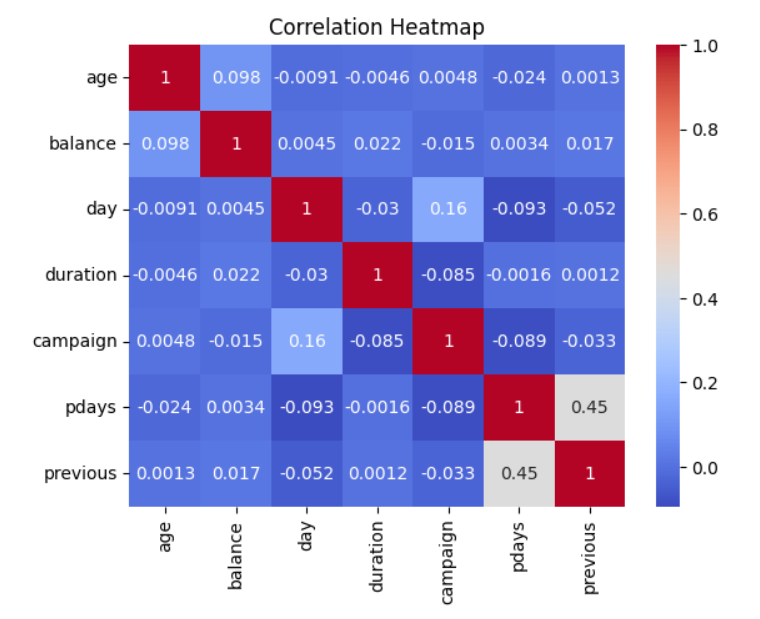 Correlation Heatmap
age 1 0.098 -0.0091 -0.0046 0.0048 -0.024 0.0013
balance 0.098 1 0.0045 0.022 -0.015 0.0034 0.017
day -0.0091 0.0045 1 -0.03 0.16 -0.093 -0.052
duration -0.0046 0.022 -0.03 1 -0.085 -0.0016 0.0012
campaign 0.0048 -0.015 0.16 -0.085 1 -0.089 -0.033
pdays -0.024 0.0034 -0.093 -0.0016 -0.089 1 0.45
previous 0.0013 0.017 -0.052 0.0012 -0.033 0.45 1
age balance day duration campaign pdays previous
1.0
0.8
0.6
0.4
0.2
0.0